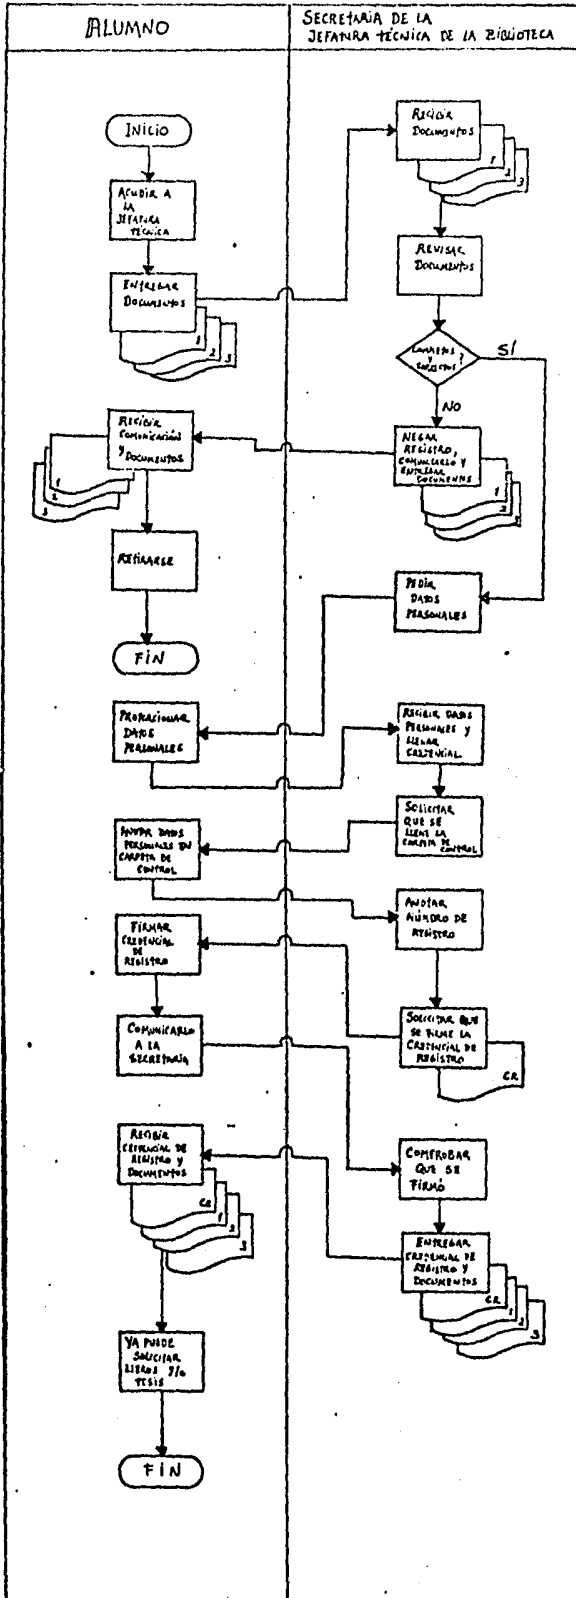 ALUMNO
SECRETARIA DE LA
JEFATURA TÉCNICA DE LA BIBLIOTECA
INICIO
ACUDIR A
LA
JEFATURA
TÉCNICA
ENTREGAR
DOCUMENTOS
1
2
3
RECIBIR
DOCUMENTOS
1
2
3
REVISAR
DOCUMENTOS
COMPLETOS
Y
CORRECTOS
?
SÍ
NO
NEGAR
REGISTRO,
COMUNICARLO Y
ENTREGAR
DOCUMENTOS
1
2
3
RECIBIR
COMUNICACIÓN
Y
DOCUMENTOS
1
2
3
RETIRARSE
FIN
PEDIR
DATOS
PERSONALES
PROPORCIONAR
DATOS
PERSONALES
RECIBIR DATOS
PERSONALES Y
LLENAR
CREDENCIAL
SOLICITAR
QUE SE
LLENE LA
CARPETA DE
CONTROL
ANOTAR DATOS
PERSONALES EN
CARPETA DE
CONTROL
ANOTAR
NÚMERO DE
REGISTRO
FIRMAR
CREDENCIAL
DE
REGISTRO
SOLICITAR QUE
SE FIRME LA
CREDENCIAL DE
REGISTRO
CR
COMUNICARLO
A LA
SECRETARIA
COMPROBAR
QUE SE
FIRMÓ
RECIBIR
CREDENCIAL DE
REGISTRO Y
DOCUMENTOS
CR
1
2
3
ENTREGAR
CREDENCIAL DE
REGISTRO Y
DOCUMENTOS
CR
1
2
3
YA PUEDE
SOLICITAR
LIBROS Y/O
TESIS
FIN